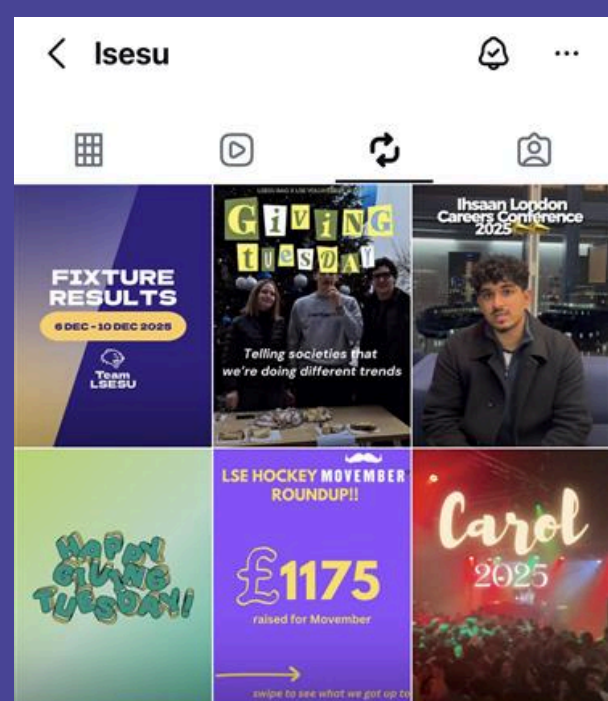 lsesu
FIXTURE
RESULTS
6 DEC - 10 DEC 2025
Team
LSESU
GiViNG
tUESDAY
Telling societies that
we're doing different trends
Ihsaan London
Careers Conference
2025
HAPPY
GIVING
TUESDAY!
LSE HOCKEY MOVEMBER
ROUNDUP!!
£1175
raised for Movember
swipe to see what we got up to
Carol
2025